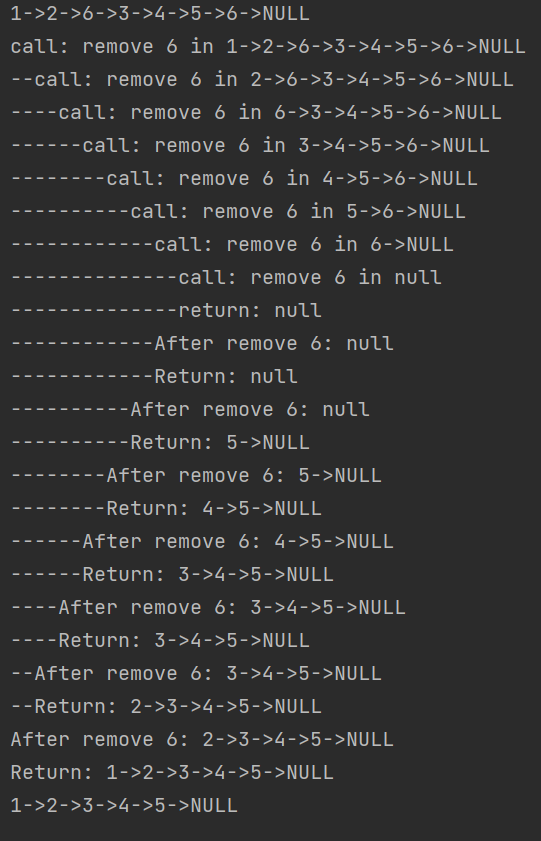 1->2->6->3->4->5->6->NULL
call: remove 6 in 1->2->6->3->4->5->6->NULL
--call: remove 6 in 2->6->3->4->5->6->NULL
----call: remove 6 in 6->3->4->5->6->NULL
------call: remove 6 in 3->4->5->6->NULL
--------call: remove 6 in 4->5->6->NULL
----------call: remove 6 in 5->6->NULL
------------call: remove 6 in 6->NULL
--------------call: remove 6 in null
--------------return: null
------------After remove 6: null
------------Return: null
----------After remove 6: null
----------Return: 5->NULL
--------After remove 6: 5->NULL
--------Return: 4->5->NULL
------After remove 6: 4->5->NULL
------Return: 3->4->5->NULL
----After remove 6: 3->4->5->NULL
----Return: 3->4->5->NULL
--After remove 6: 3->4->5->NULL
--Return: 2->3->4->5->NULL
After remove 6: 2->3->4->5->NULL
Return: 1->2->3->4->5->NULL
1->2->3->4->5->NULL